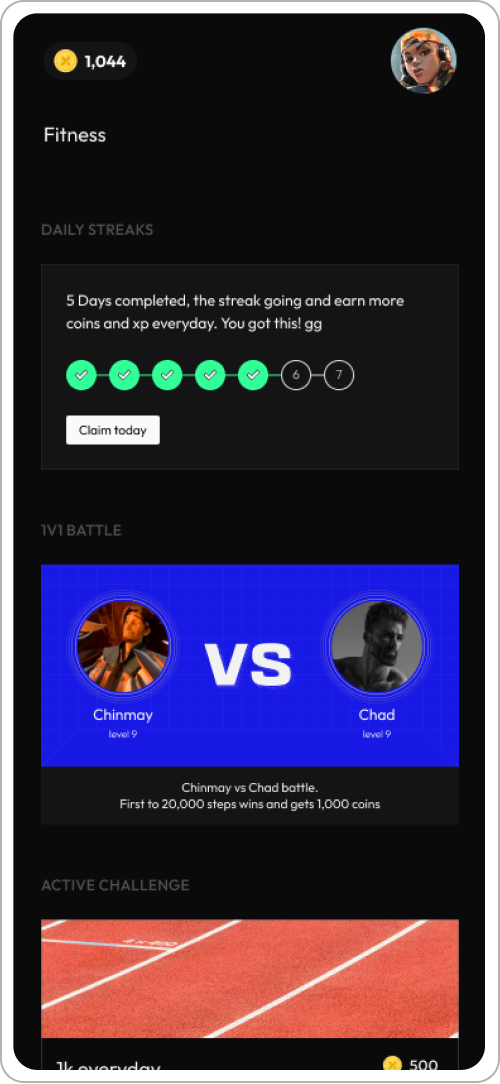 1,044
Fitness
DAILY STREAKS
5 Days completed, the streak going and earn more
coins and xp everyday. You got this! gg
6 7
Claim today
1V1 BATTLE
VS
Chinmay Chad
level 9 level 9
Chinmay vs Chad battle.
First to 20,000 steps wins and gets 1,000 coins
ACTIVE CHALLENGE
4 x 400
1k everyday 500